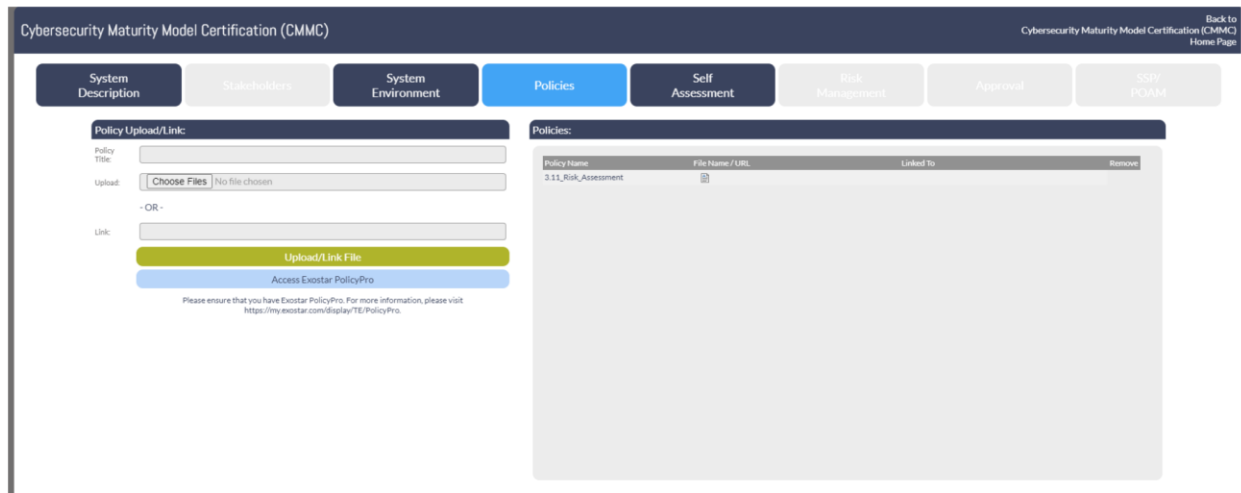 Cybersecurity Maturity Model Certification (CMMC)
Back to
Cybersecurity Maturity Model Certification (CMMC)
Home Page
System
Description
Stakeholders
System
Environment
Policies
Self
Assessment
Risk
Management
Approval
SSP/
POAM
Policy Upload/Link:
Policy
Title:
Upload:
Choose Files No file chosen
- OR -
Link:
Upload/Link File
Access Exostar PolicyPro
Please ensure that you have Exostar PolicyPro. For more information, please visit
https://my.exostar.com/display/TE/PolicyPro.
Policies:
Policy Name File Name / URL Linked To Remove
3.11_Risk_Assessment